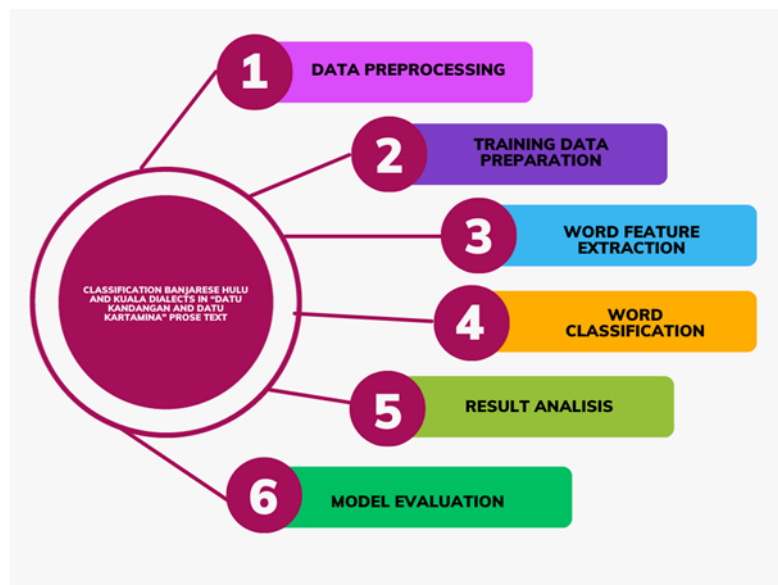 CLASSIFICATION BANJARESE HULU
AND KUALA DIALECTS IN “DATU
KANDANGAN AND DATU
KARTAMINA” PROSE TEXT
1
DATA PREPROCESSING
2
TRAINING DATA
PREPARATION
3
WORD FEATURE
EXTRACTION
4
WORD
CLASSIFICATION
5
RESULT ANALISIS
6
MODEL EVALUATION